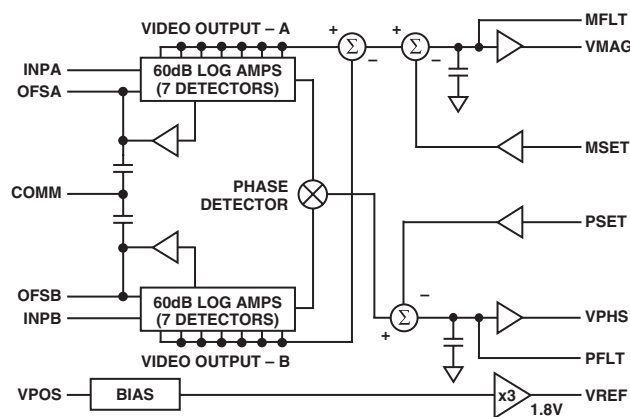 VIDEO OUTPUT – A
+
+
MFLT
INPA
60dB LOG AMPS
(7 DETECTORS)
Σ
Σ
VMAG
OFSA
–
–
MSET
COMM
PHASE
DETECTOR
PSET
OFSB
60dB LOG AMPS
(7 DETECTORS)
–
INPB
+
Σ
VPHS
VIDEO OUTPUT – B
PFLT
VPOS
BIAS
x3
VREF
1.8V